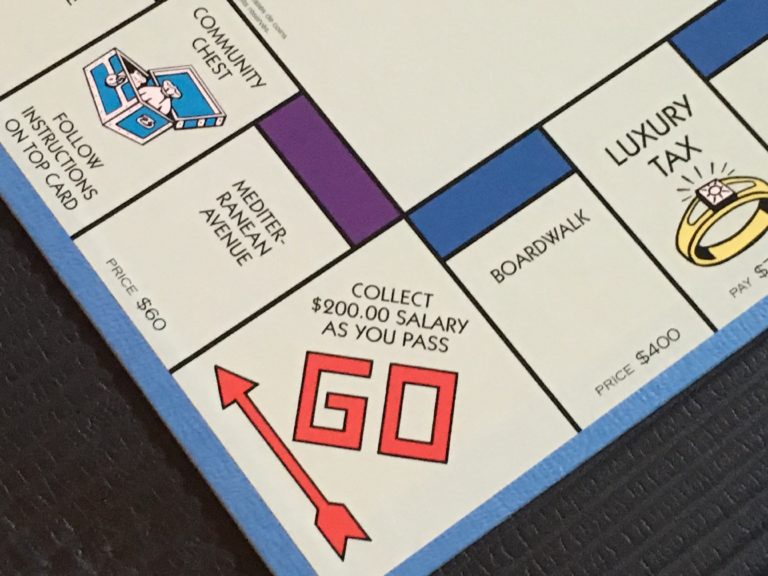 COMMUNITY
CHEST
FOLLOW
INSTRUCTIONS
ON TOP CARD
MEDITER-
RANEAN
AVENUE
PRICE $60
COLLECT
$200.00 SALARY
AS YOU PASS
GO
BOARDWALK
PRICE $400
LUXURY
TAX
PAY